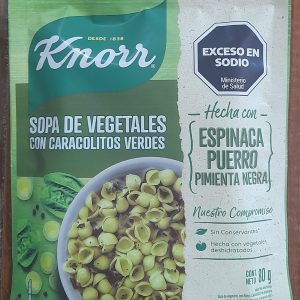 DESDE 1838
Knorr
SOPA DE VEGETALES
CON CARACOLITOS VERDES
EXCESO EN
SODIO
Ministerio
de Salud
Hecha con
ESPINACA
PUERRO
PIMIENTA NEGRA
Nuestro Compromiso
Sin Conservantes*
Hecha con vegetales
deshidratados
CONT
NETO 80 g